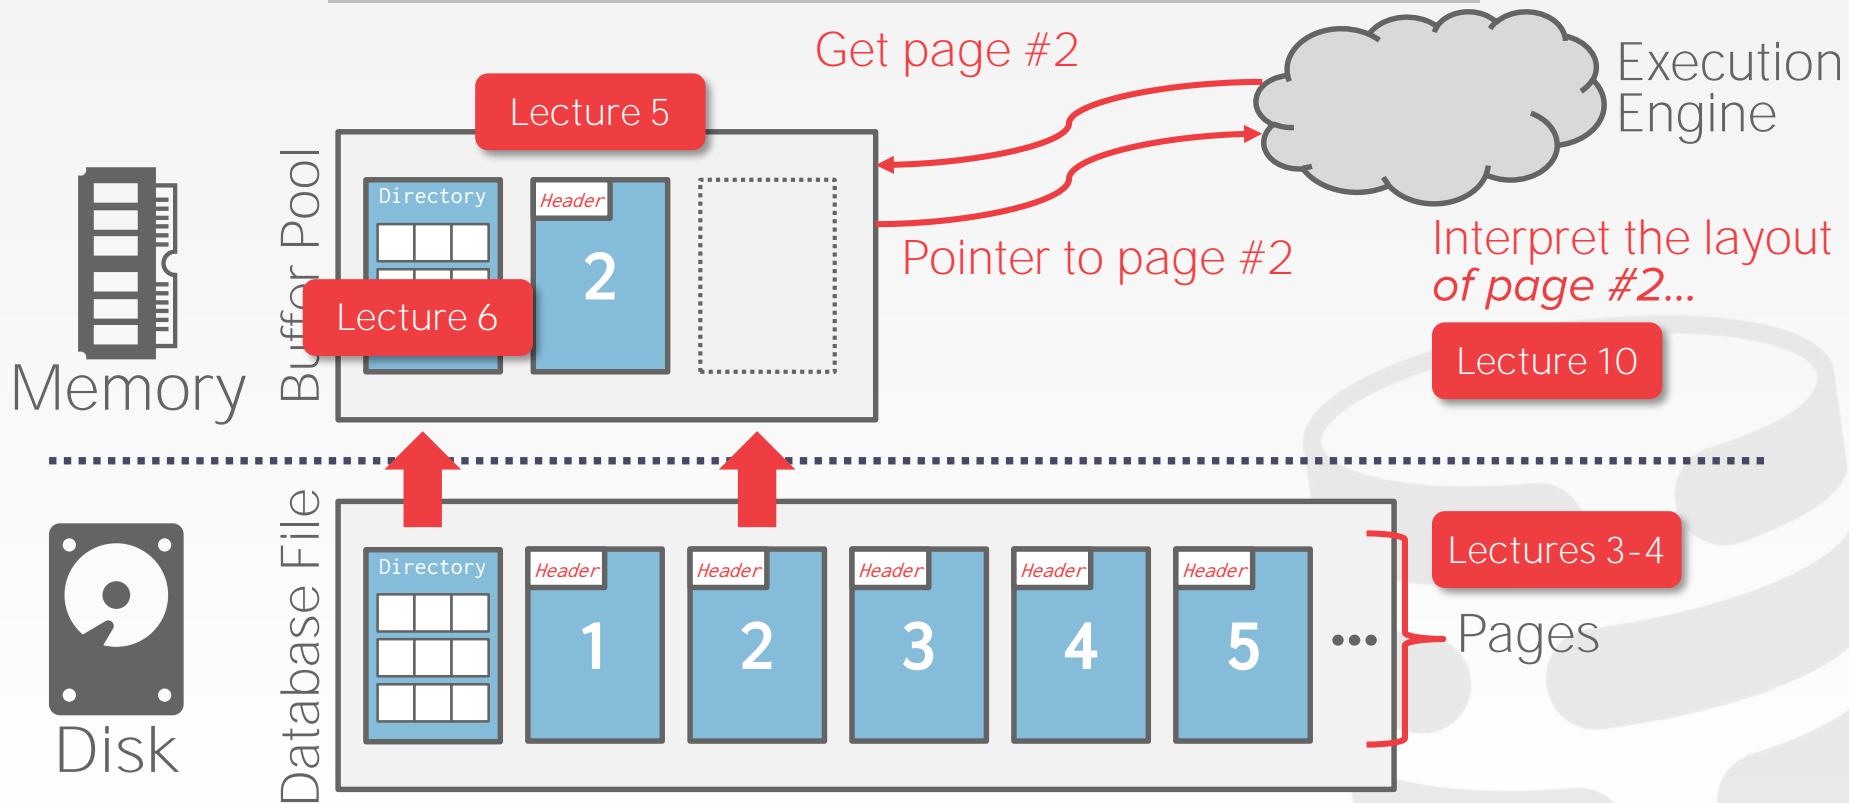 Get page #2
Execution
Engine
Lecture 5
Buffer Pool
Directory
Header
2
Lecture 6
Pointer to page #2
Interpret the layout
of page #2...
Lecture 10
Memory
Database File
Directory
Header
1
Header
2
Header
3
Header
4
Header
5
•••
Lectures 3-4
Pages
Disk